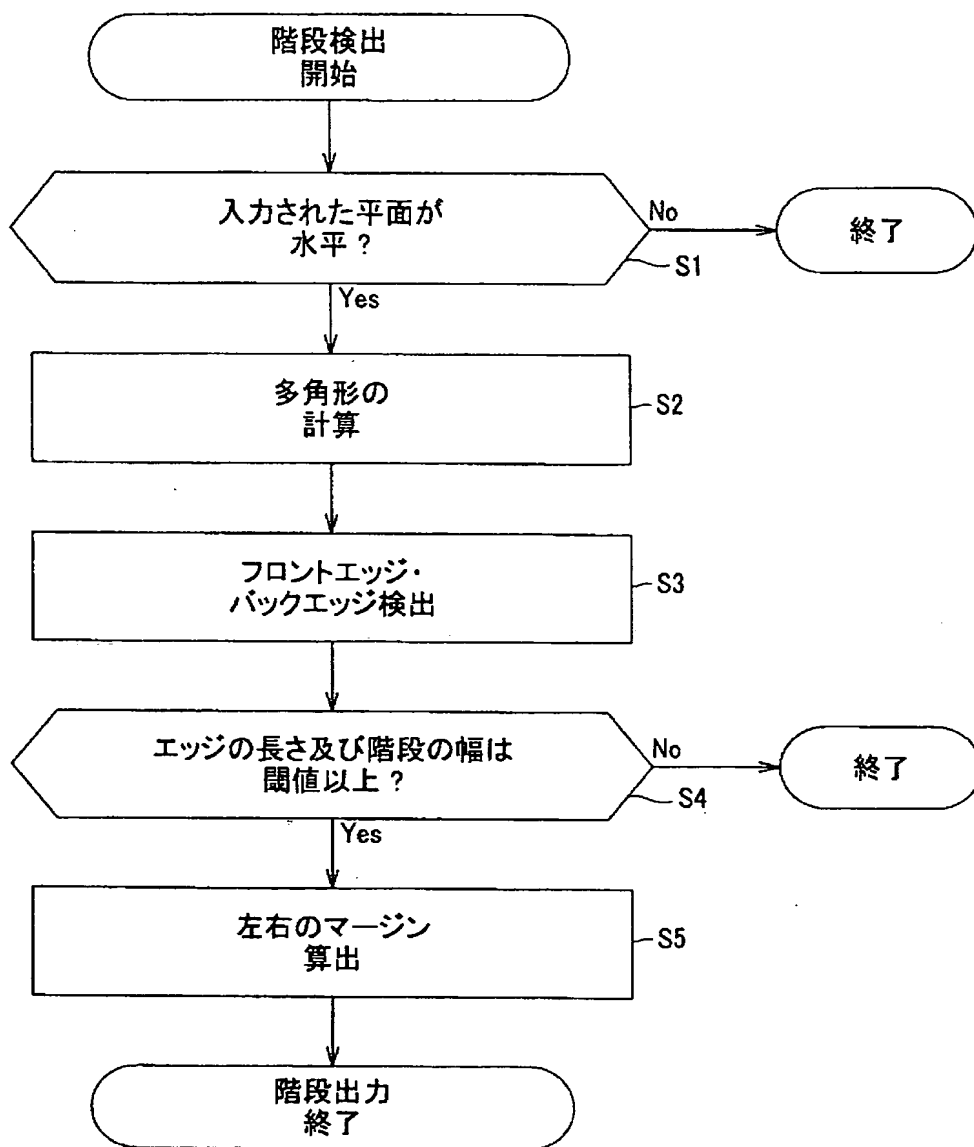 階段検出
開始
入力された平面が
水平？
No
終了
S1
Yes
多角形の
計算
S2
フロントエッジ・
バックエッジ検出
S3
エッジの長さ及び階段の幅は
閾値以上？
No
終了
S4
Yes
左右のマージン
算出
S5
階段出力
終了